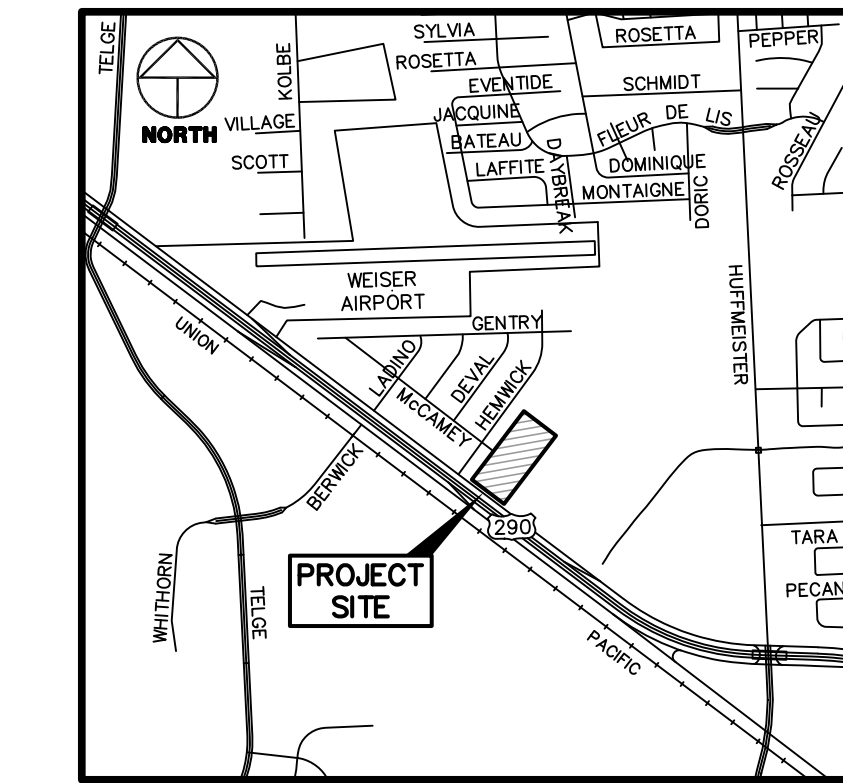 TELGE
NORTH
KOLBE
VILLAGE
SCOTT
SYLVIA
ROSETTA
EVENTIDE
JACQUINE
BATEAU
LAFFITE
DAYBREAK
ROSETTA
SCHMIDT
FLEUR DE LIS
DOMINIQUE
MONTAIGNE
DORIC
PEPPER
ROSSEAU
HUFFMEISTER
WEISER
AIRPORT
GENTRY
UNION
LADINO
DEVAL
HEMWICK
McCAMEY
BERWICK
290
PROJECT
SITE
WHITHORN
TELGE
PACIFIC
TARA
PECAN